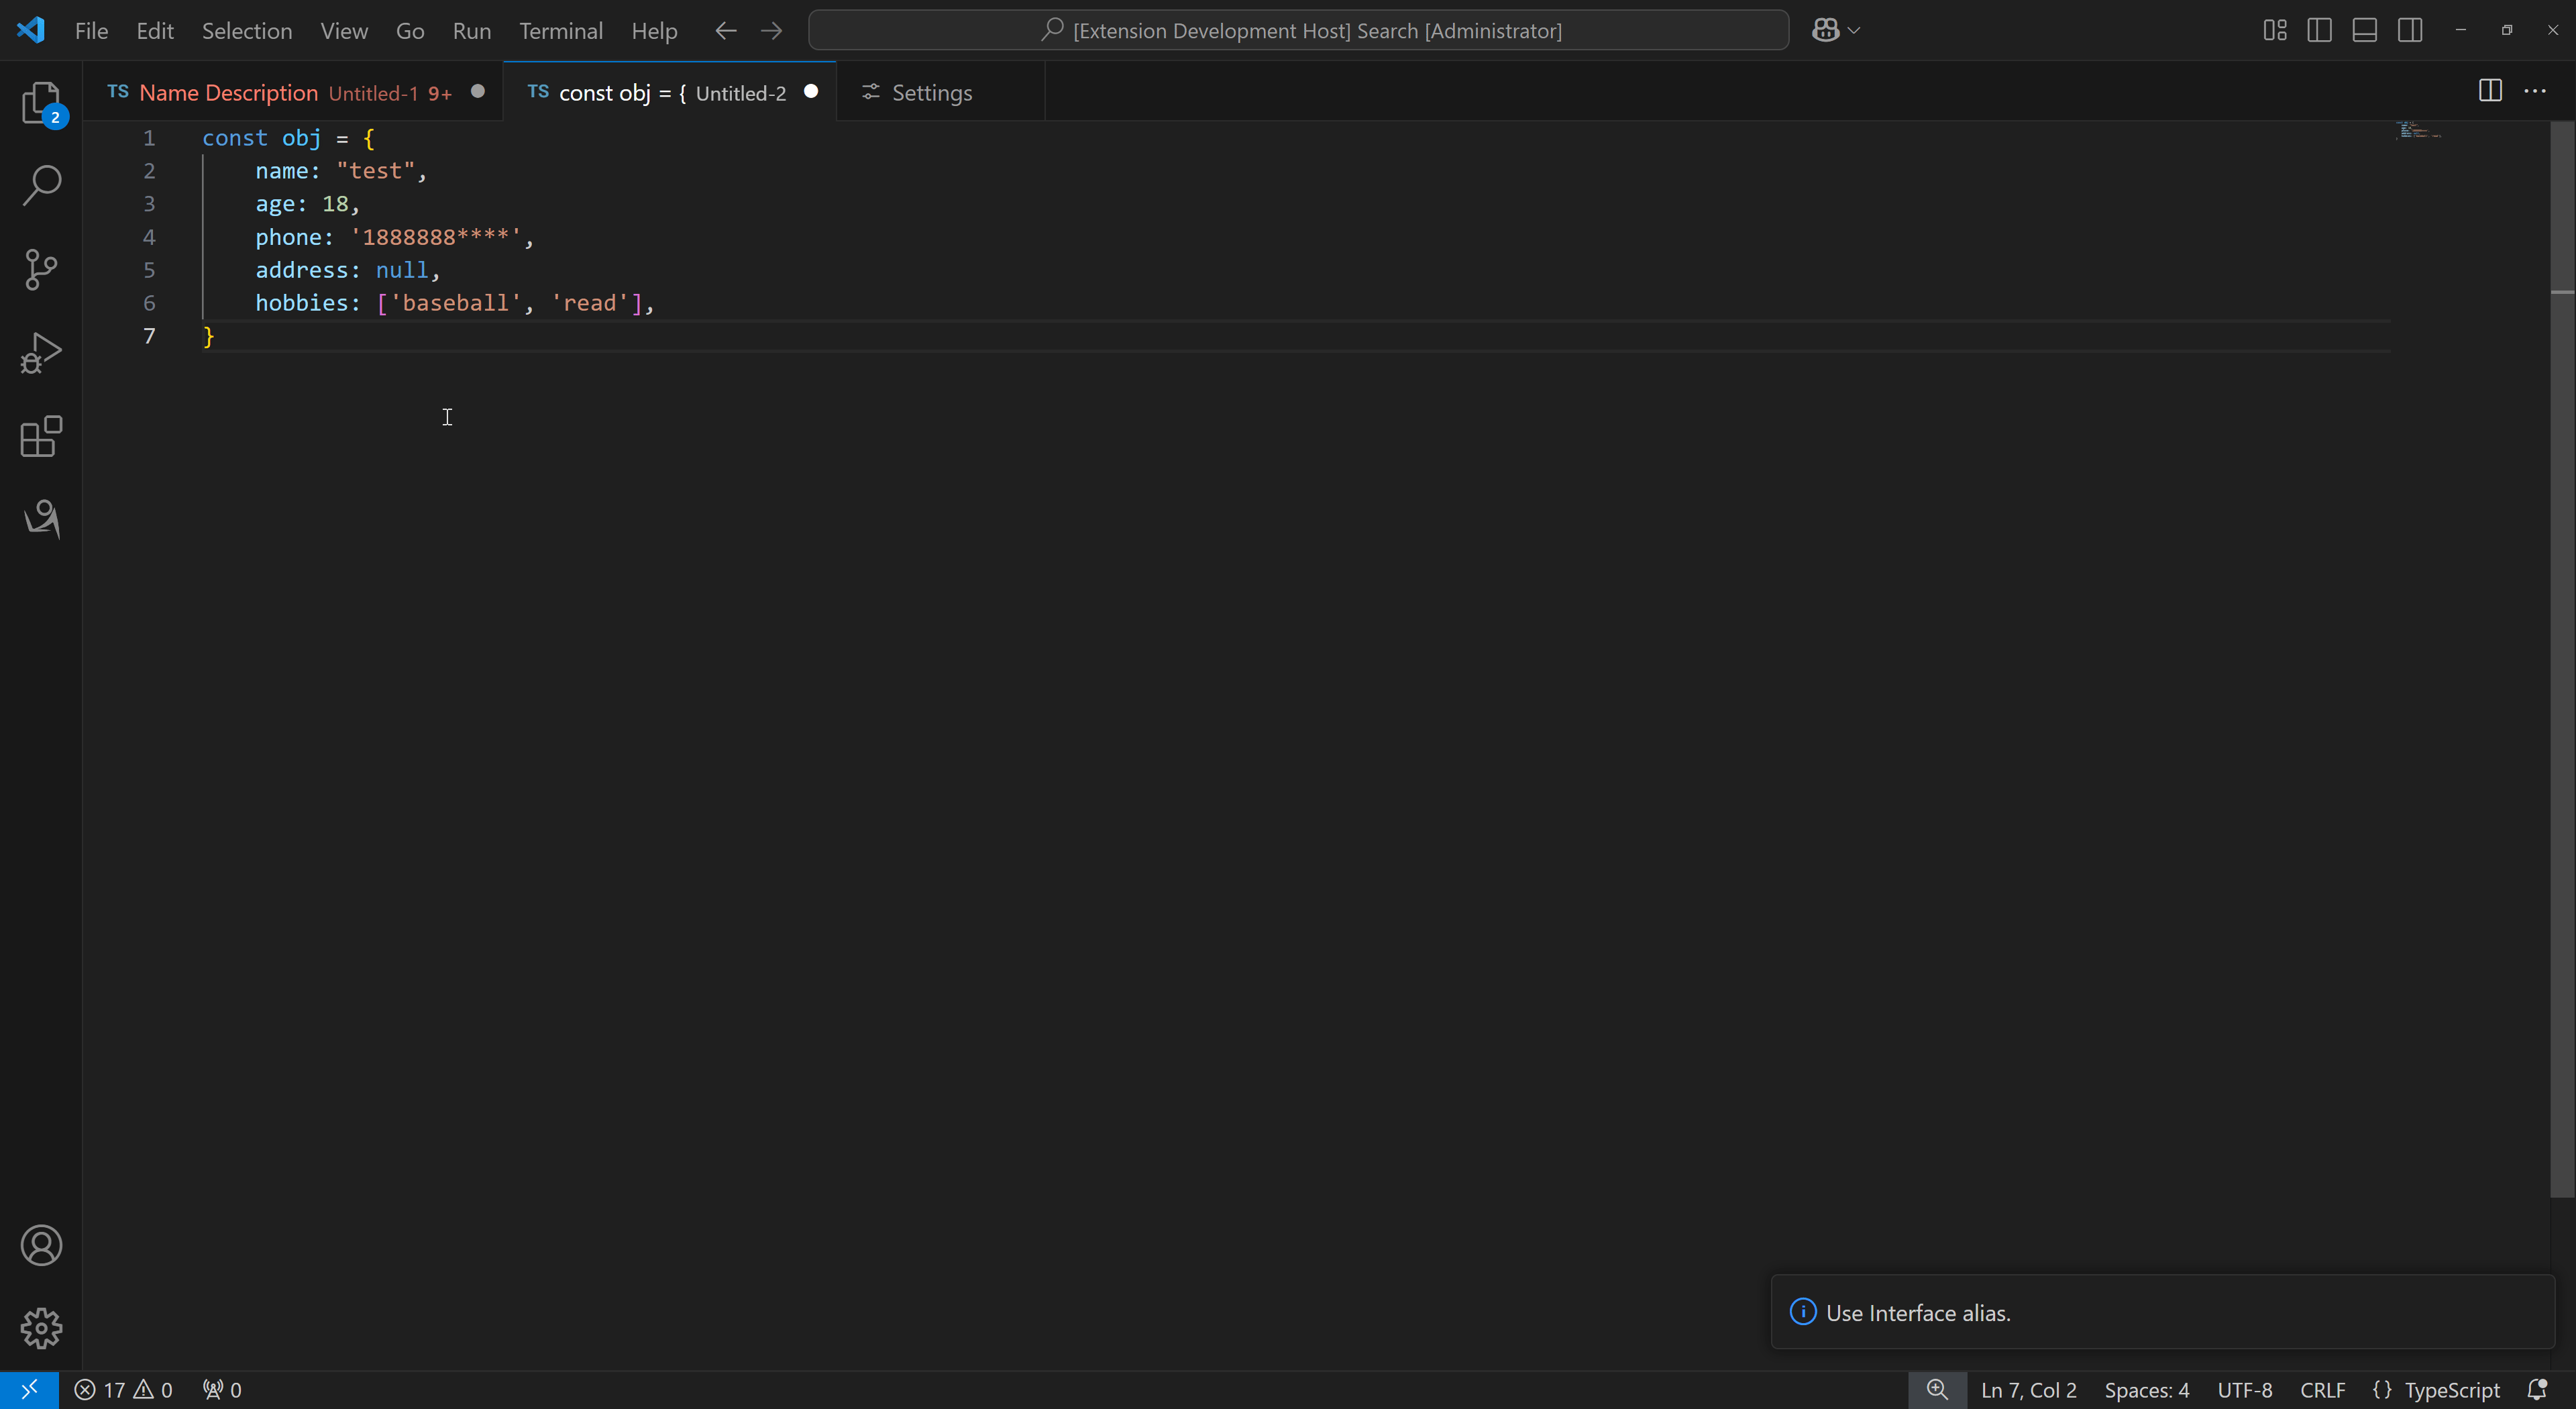 File Edit Selection View Go Run Terminal Help [Extension Development Host] Search [Administrator]
TS Name Description Untitled-1 9+ TS const obj = { Untitled-2 Settings
2
1 const obj = {
2 name: "test",
3 age: 18,
4 phone: '1888888****',
5 address: null,
6 hobbies: ['baseball', 'read'],
7 }
Use Interface alias.
17 0 0 Ln 7, Col 2 Spaces: 4 UTF-8 CRLF {} TypeScript